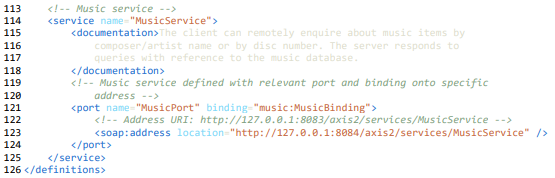 113 <!-- Music service -->
114 <service name="MusicService">
115 <documentation>The client can remotely enquire about music items by
116 composer/artist name or by disc number. The server responds to
117 queries with reference to the music database.
118 </documentation>
119 <!-- Music service defined with relevant port and binding onto specific
120 address -->
121 <port name="MusicPort" binding="music:MusicBinding">
122 <!-- Address URI: http://127.0.0.1:8083/axis2/services/MusicService -->
123 <soap:address location="http://127.0.0.1:8084/axis2/services/MusicService" />
124 </port>
125 </service>
126 </definitions>